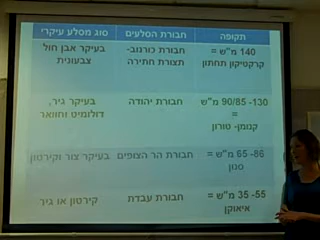 תקופה חבורת הסלעים סוג מסלע עיקרי
140 מ"ש = חבורת כורנוב- בעיקר אבן חול
קרקטיקון תחתון תצורת חתירה צבעונית
130- 90/85 מ"ש חבורת יהודה בעיקר גיר,
= דולומיט וחוואר
קנומן- טורון
86- 65 מ"ש = חבורת הר הצופים בעיקר צור וקירטון
סנון
55- 35 מ"ש = חבורת עבדת קירטון או גיר
איאוקן